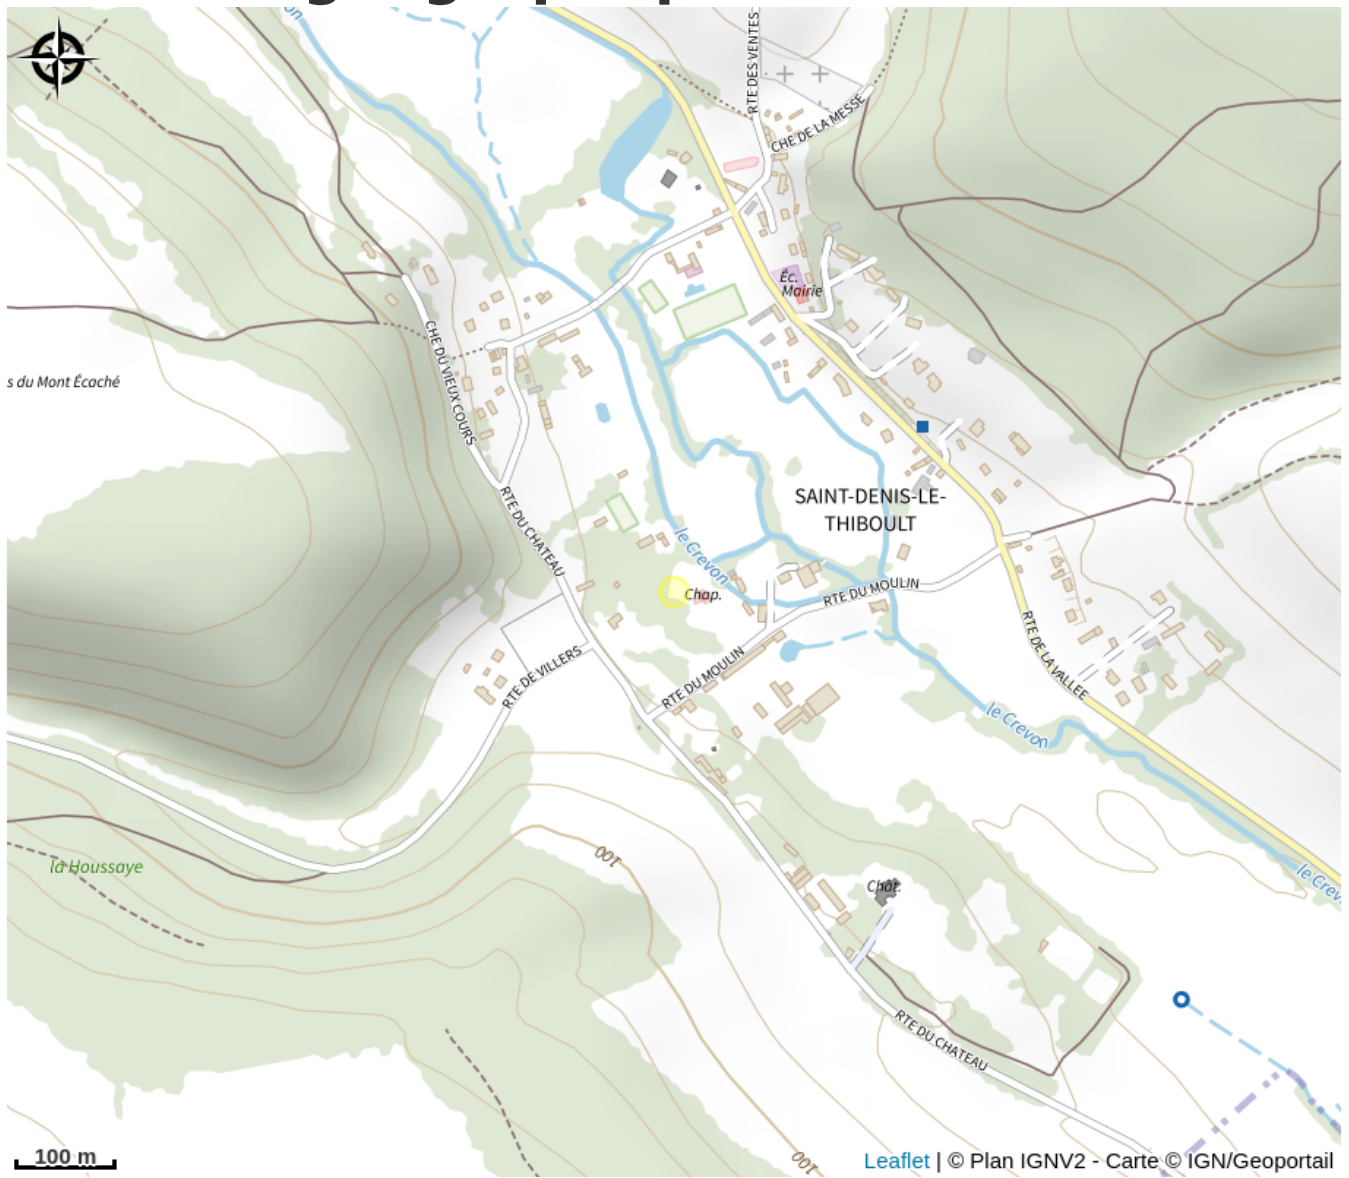 RTE DES VENTES
CHE DE LA MESSE
Éc.
Mairie
CHE DU VIEUX COURS
s du Mont Écaché
RTE DU CHATEAU
SAINT-DENIS-LE-
THIBOULT
le Crevon
Chap.
RTE DU MOULIN
RTE DU MOULIN
RTE DE VILLERS
RTE DE LA VALLEE
le Crevon
100
la Houssaye
Chât.
le Crev
RTE DU CHATEAU
100
100 m
Leaflet | © Plan IGNV2 - Carte © IGN/Geoportail